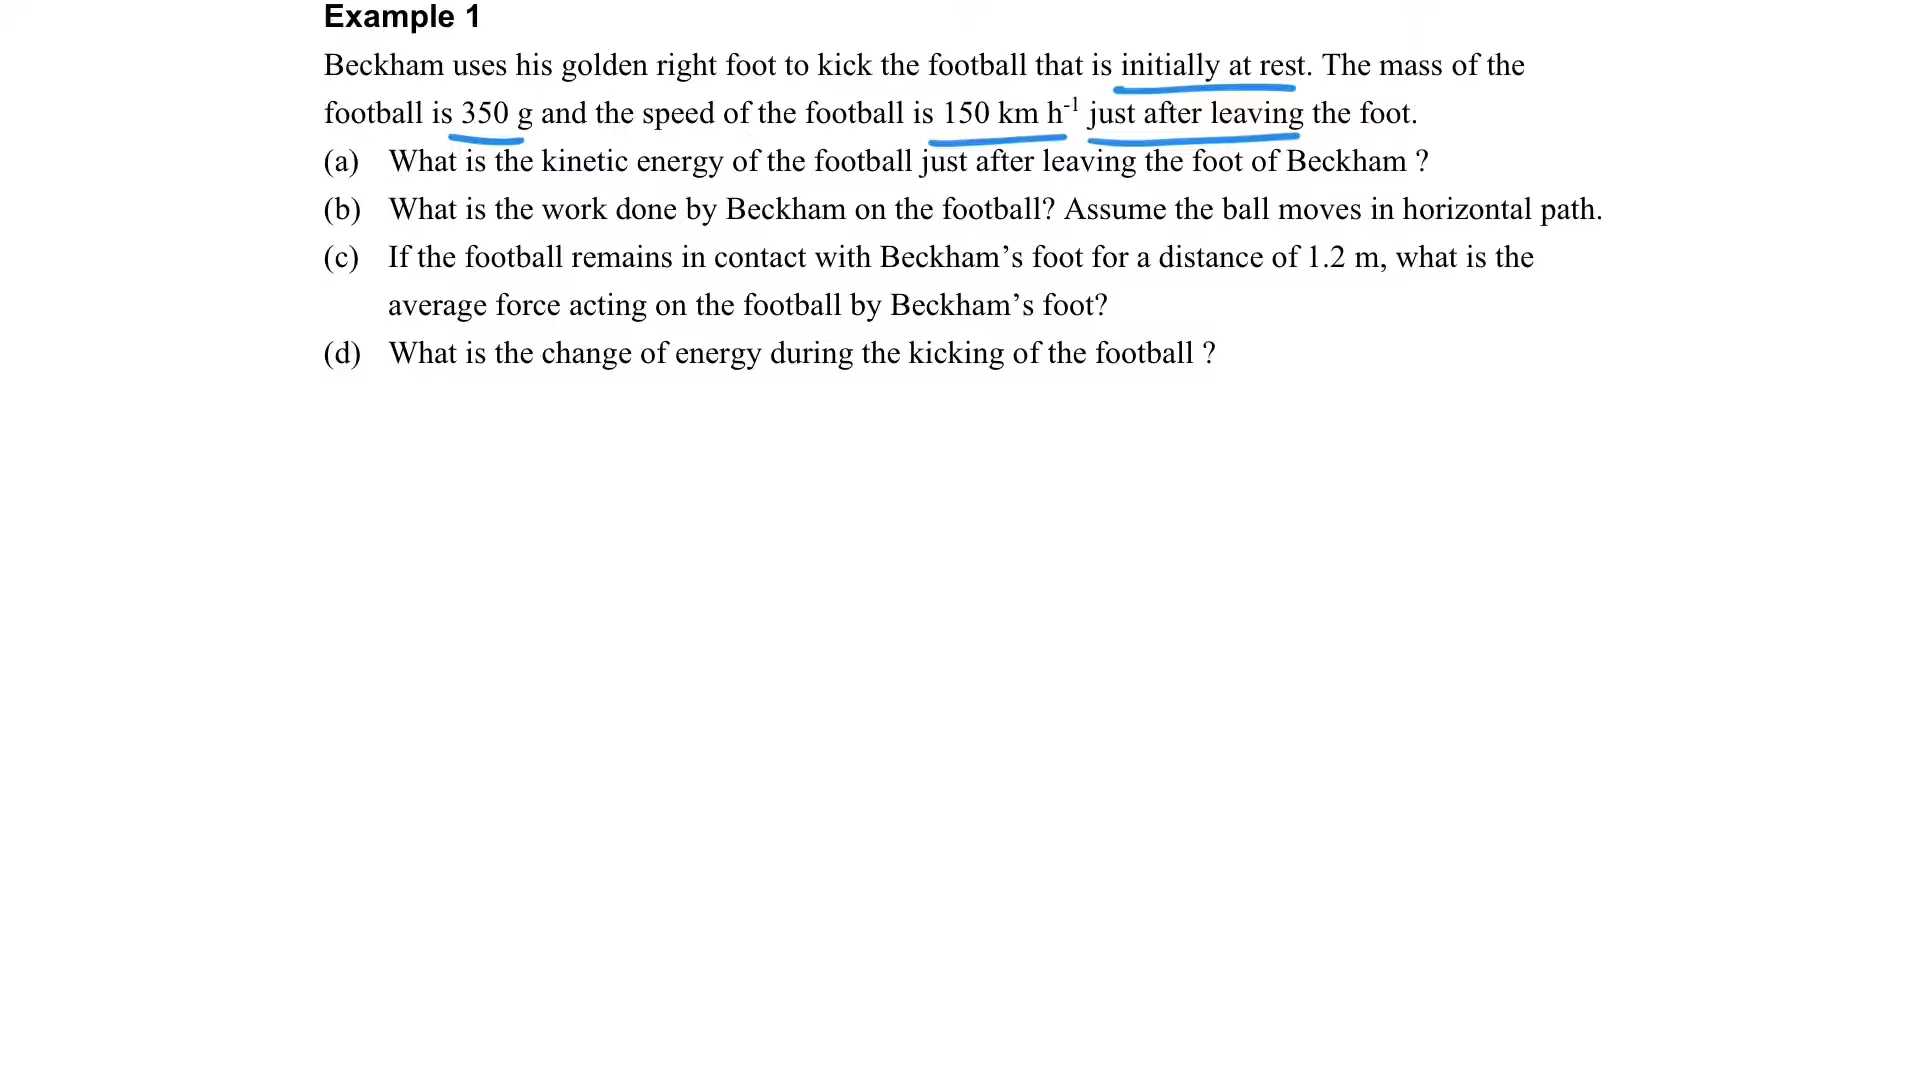 Example 1
Beckham uses his golden right foot to kick the football that is initially at rest. The mass of the
football is 350 g and the speed of the football is 150 km h⁻¹ just after leaving the foot.
(a) What is the kinetic energy of the football just after leaving the foot of Beckham ?
(b) What is the work done by Beckham on the football? Assume the ball moves in horizontal path.
(c) If the football remains in contact with Beckham’s foot for a distance of 1.2 m, what is the
average force acting on the football by Beckham’s foot?
(d) What is the change of energy during the kicking of the football ?